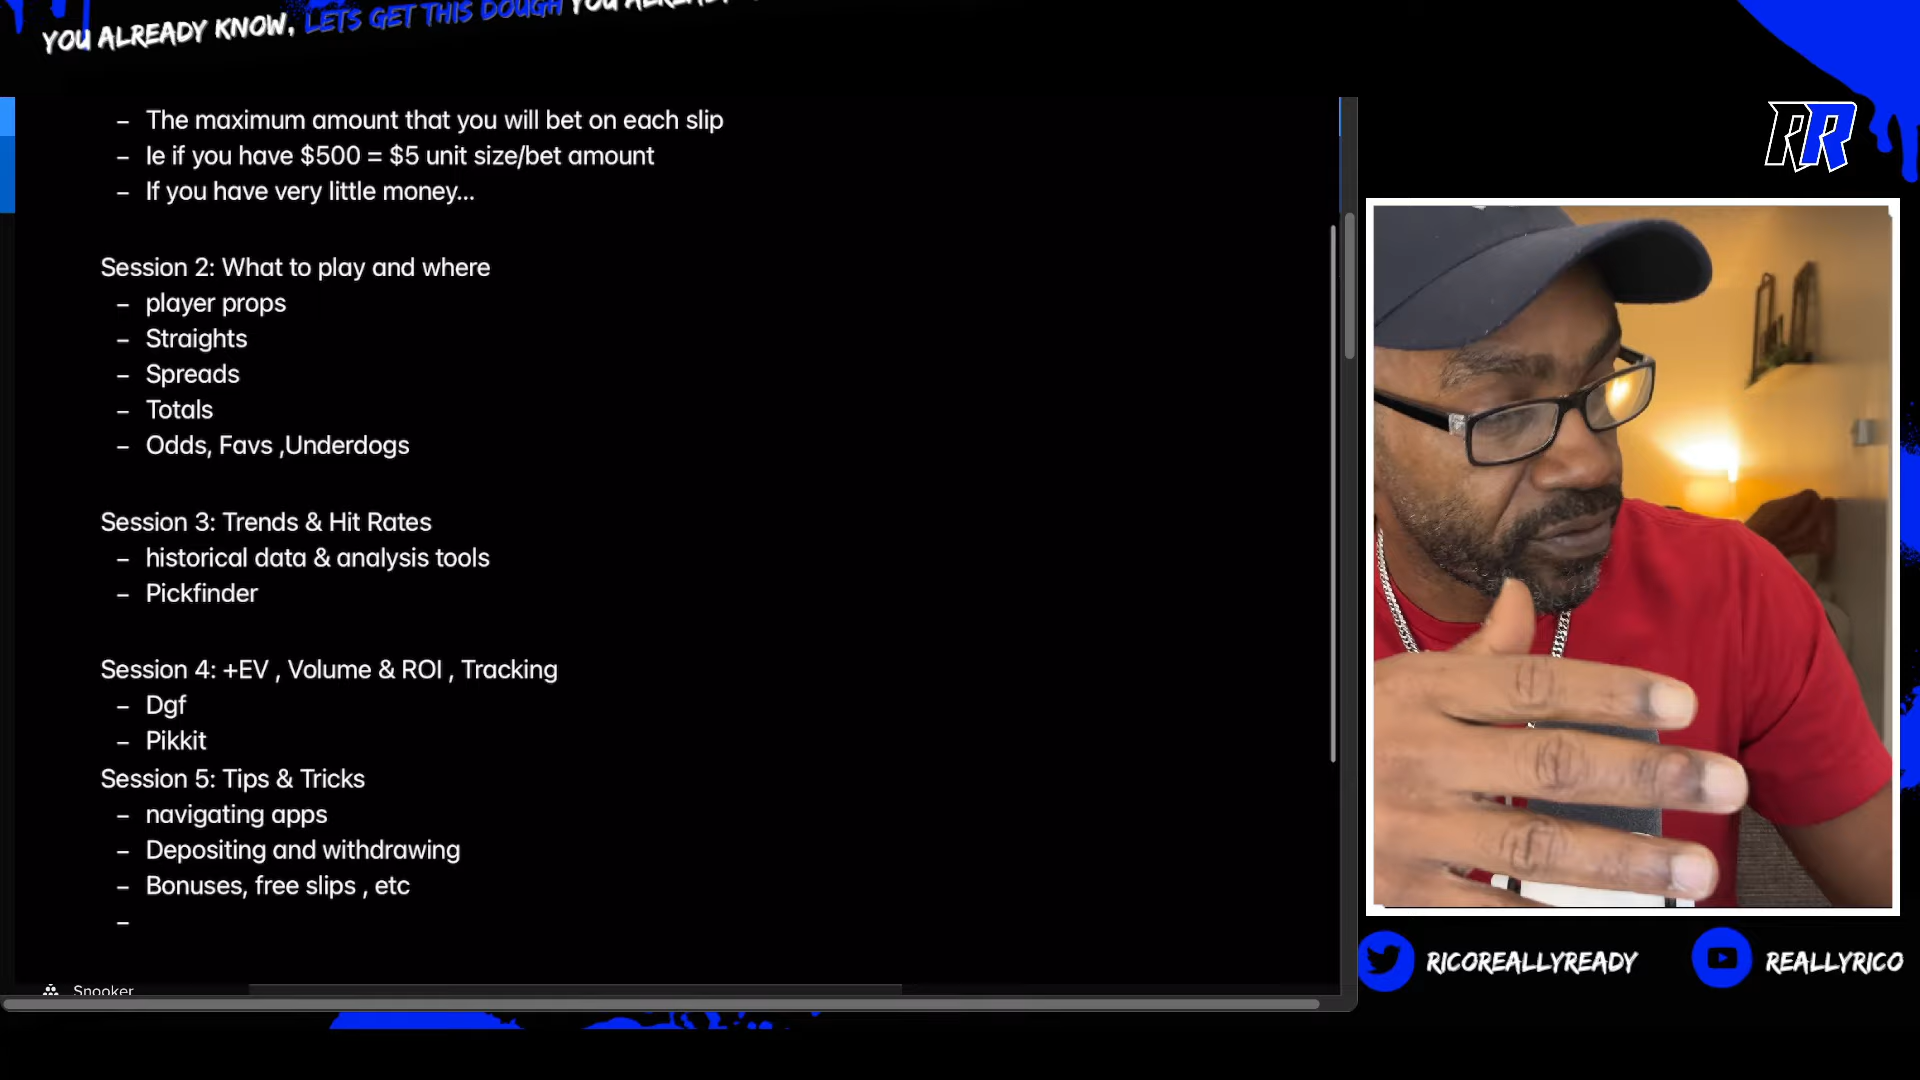 YOU ALREADY KNOW, LETS GET THIS DOUGH
– The maximum amount that you will bet on each slip
– Ie if you have $500 = $5 unit size/bet amount
– If you have very little money...
Session 2: What to play and where
– player props
– Straights
– Spreads
– Totals
– Odds, Favs ,Underdogs
Session 3: Trends & Hit Rates
– historical data & analysis tools
– Pickfinder
Session 4: +EV , Volume & ROI , Tracking
– Dgf
– Pikkit
Session 5: Tips & Tricks
– navigating apps
– Depositing and withdrawing
– Bonuses, free slips , etc
–
Snooker
RR
RICOREALLYREADY
REALLYRICO